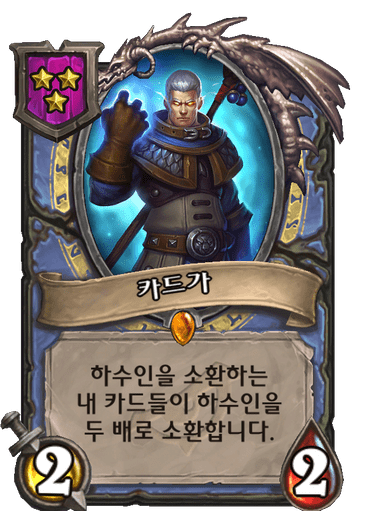 카드가
하수인을 소환하는
내 카드들이 하수인을
두 배로 소환합니다.
2
2